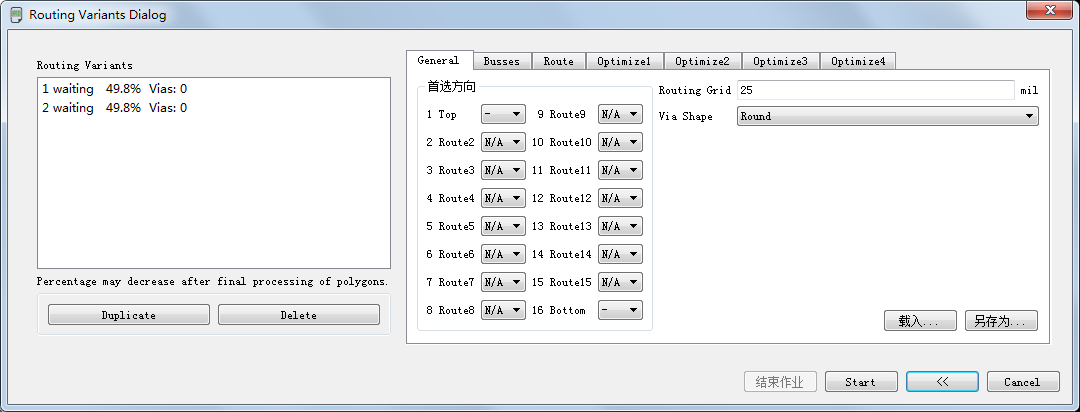 Routing Variants Dialog
Routing Variants
1 waiting 49.8% Vias: 0
2 waiting 49.8% Vias: 0
Percentage may decrease after final processing of polygons.
Duplicate Delete
General Busses Route Optimize1 Optimize2 Optimize3 Optimize4
首选方向
1 Top - 9 Route9 N/A
2 Route2 N/A 10 Route10 N/A
3 Route3 N/A 11 Route11 N/A
4 Route4 N/A 12 Route12 N/A
5 Route5 N/A 13 Route13 N/A
6 Route6 N/A 14 Route14 N/A
7 Route7 N/A 15 Route15 N/A
8 Route8 N/A 16 Bottom -
Routing Grid 25 mil
Via Shape Round
载入... 另存为...
结束作业 Start << Cancel